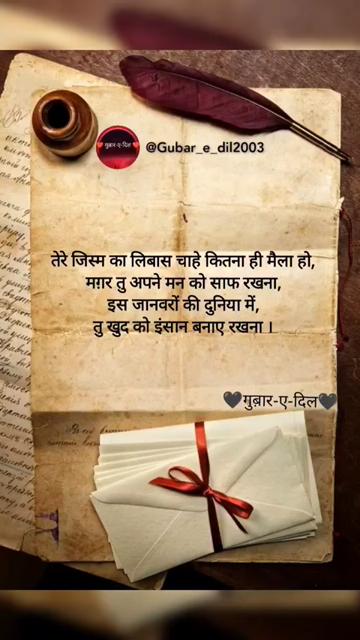 गुबार-ए-दिल
@Gubar_e_dil2003
तेरे जिस्म का लिबास चाहे कितना ही मैला हो,
मग़र तु अपने मन को साफ रखना,
इस जानवरों की दुनिया में,
तु खुद को इंसान बनाए रखना ।
🖤गुब़ार-ए-दिल🖤